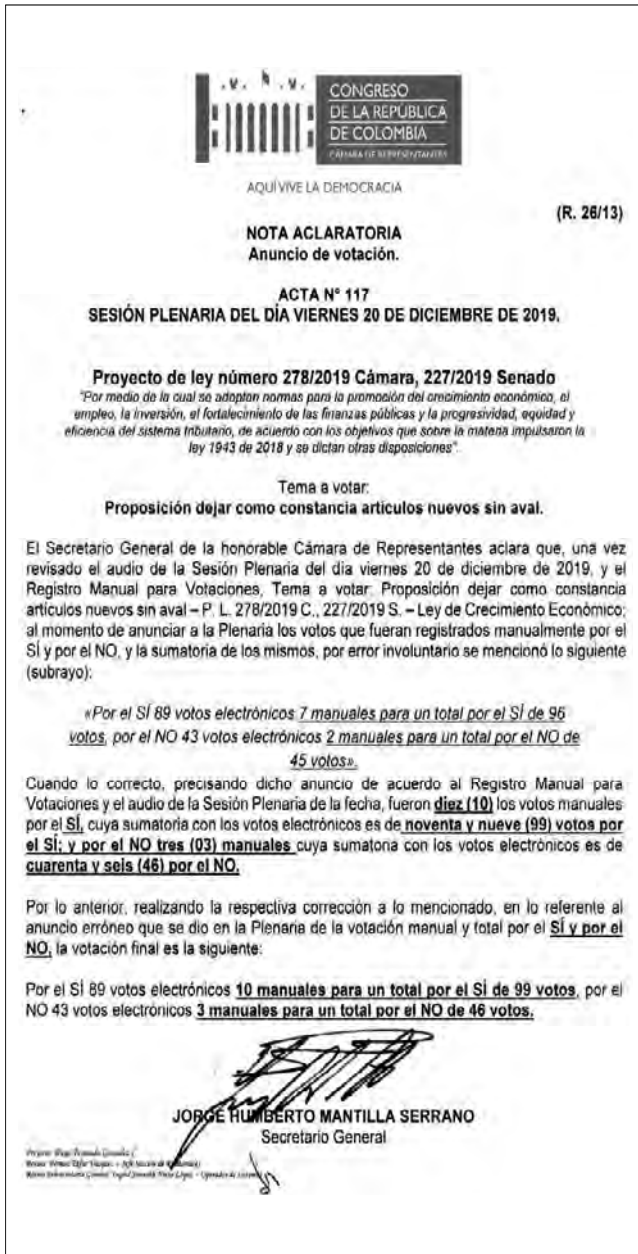 CONGRESO
DE LA REPÚBLICA
DE COLOMBIA
CÁMARA DE REPRESENTANTES
AQUÍ VIVE LA DEMOCRACIA
(R. 26/13)
NOTA ACLARATORIA
Anuncio de votación.
ACTA N° 117
SESIÓN PLENARIA DEL DÍA VIERNES 20 DE DICIEMBRE DE 2019.
Proyecto de ley número 278/2019 Cámara, 227/2019 Senado
"Por medio de la cual se adoptan normas para la promoción del crecimiento económico, el
empleo, la inversión, el fortalecimiento de las finanzas públicas y la progresividad, equidad y
eficiencia del sistema tributario, de acuerdo con los objetivos que sobre la materia impulsaron la
ley 1943 de 2018 y se dictan otras disposiciones".
Tema a votar:
Proposición dejar como constancia artículos nuevos sin aval.
El Secretario General de la honorable Cámara de Representantes aclara que, una vez
revisado el audio de la Sesión Plenaria del día viernes 20 de diciembre de 2019, y el
Registro Manual para Votaciones, Tema a votar: Proposición dejar como constancia
artículos nuevos sin aval – P. L. 278/2019 C., 227/2019 S. – Ley de Crecimiento Económico;
al momento de anunciar a la Plenaria los votos que fueran registrados manualmente por el
SÍ y por el NO, y la sumatoria de los mismos, por error involuntario se mencionó lo siguiente
(subrayo):
«Por el SÍ 89 votos electrónicos 7 manuales para un total por el SÍ de 96
votos, por el NO 43 votos electrónicos 2 manuales para un total por el NO de
45 votos».
Cuando lo correcto, precisando dicho anuncio de acuerdo al Registro Manual para
Votaciones y el audio de la Sesión Plenaria de la fecha, fueron diez (10) los votos manuales
por el SÍ, cuya sumatoria con los votos electrónicos es de noventa y nueve (99) votos por
el SÍ; y por el NO tres (03) manuales cuya sumatoria con los votos electrónicos es de
cuarenta y seis (46) por el NO.
Por lo anterior, realizando la respectiva corrección a lo mencionado, en lo referente al
anuncio erróneo que se dio en la Plenaria de la votación manual y total por el SÍ y por el
NO, la votación final es la siguiente:
Por el SÍ 89 votos electrónicos 10 manuales para un total por el SÍ de 99 votos, por el
NO 43 votos electrónicos 3 manuales para un total por el NO de 46 votos.
JORGE HUMBERTO MANTILLA SERRANO
Secretario General